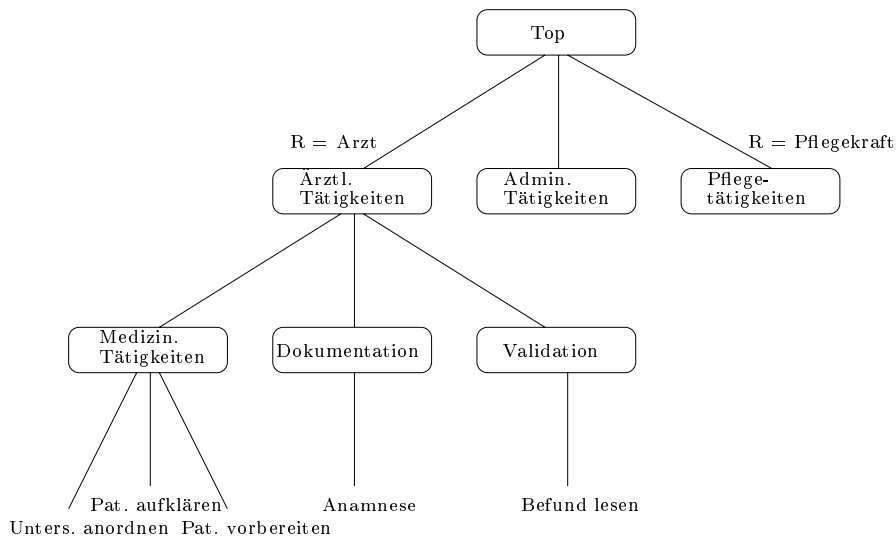 Top
R = Arzt
R = Pflegekraft
Ärztl.
Tätigkeiten
Admin.
Tätigkeiten
Pflege-
tätigkeiten
Medizin.
Tätigkeiten
Dokumentation
Validation
Pat. aufklären
Anamnese
Befund lesen
Unters. anordnen
Pat. vorbereiten